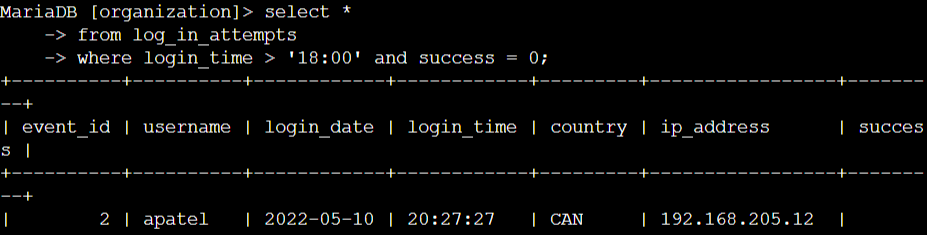 MariaDB [organization]> select *
    -> from log_in_attempts
    -> where login_time > '18:00' and success = 0;
+----------+----------+------------+------------+---------+----------------+-------
--+
| event_id | username | login_date | login_time | country | ip_address     | succes
s |
+----------+----------+------------+------------+---------+----------------+-------
--+
|        2 | apatel   | 2022-05-10 | 20:27:27   | CAN     | 192.168.205.12 |